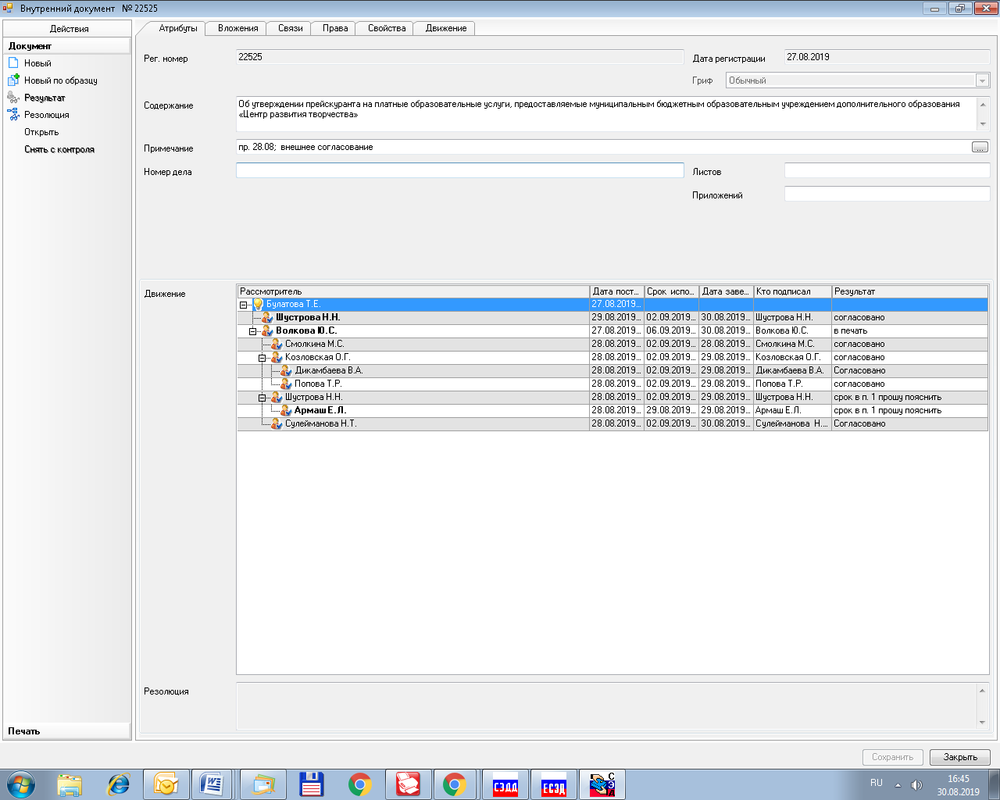 Внутренний документ № 22525
Действия
Документ
Новый
Новый по образцу
Результат
Резолюция
Открыть
Снять с контроля
Печать
Атрибуты Вложения Связи Права Свойства Движение
Рег. номер 22525 Дата регистрации 27.08.2019
Гриф Обычный
Содержание Об утверждении прейскуранта на платные образовательные услуги, предоставляемые муниципальным бюджетным образовательным учреждением дополнительного образования
«Центр развития творчества»
Примечание пр. 28.08; внешнее согласование ...
Номер дела Листов
Приложений
Движение
Рассмотритель Дата пост... Срок испо... Дата заве... Кто подписал Результат
Булатова Т.Е. 27.08.2019...
Шустрова Н.Н. 29.08.2019... 02.09.2019... 30.08.2019... Шустрова Н.Н. согласовано
Волкова Ю.С. 27.08.2019... 06.09.2019... 30.08.2019... Волкова Ю.С. в печать
Смолкина М.С. 28.08.2019... 02.09.2019... 28.08.2019... Смолкина М.С. согласовано
Козловская О.Г. 28.08.2019... 02.09.2019... 29.08.2019... Козловская О.Г. согласовано
Дикамбаева В.А. 28.08.2019... 02.09.2019... 29.08.2019... Дикамбаева В.А. Согласовано
Попова Т.Р. 28.08.2019... 02.09.2019... 29.08.2019... Попова Т.Р. согласовано
Шустрова Н.Н. 28.08.2019... 02.09.2019... 29.08.2019... Шустрова Н.Н. срок в п. 1 прошу пояснить
Армаш Е.Л. 28.08.2019... 29.08.2019... 29.08.2019... Армаш Е.Л. срок в п. 1 прошу пояснить
Сулейманова Н.Т. 28.08.2019... 02.09.2019... 30.08.2019... Сулейманова Н.... Согласовано
Резолюция
Сохранить Закрыть
СЭДД ЕСЭД RU 16:45
30.08.2019